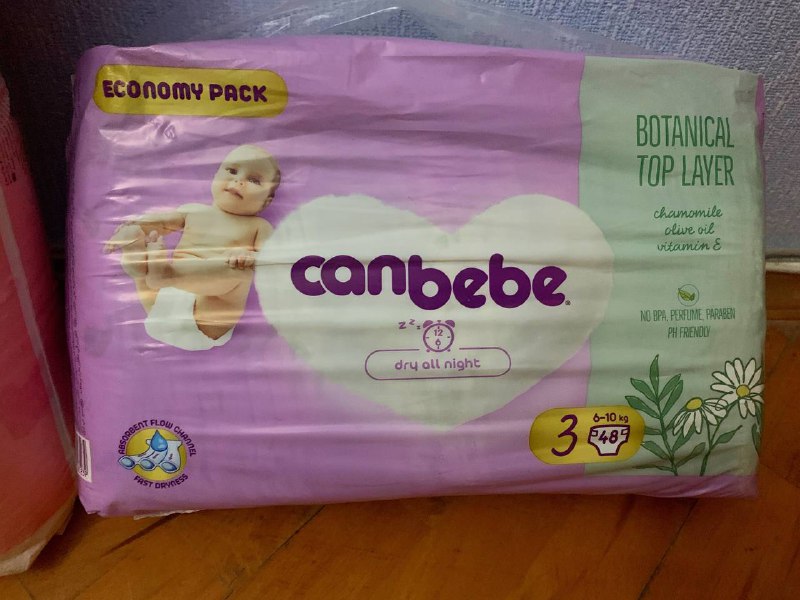 ECONOMY PACK
BOTANICAL
TOP LAYER
chamomile
olive oil
vitamin E
canbebe
zzz
12
6
dry all night
NO BPA, PERFUME, PARABEN
PH FRIENDLY
3
6-10 kg
48
ABSORBENT FLOW CHANNEL
FAST DRYNESS